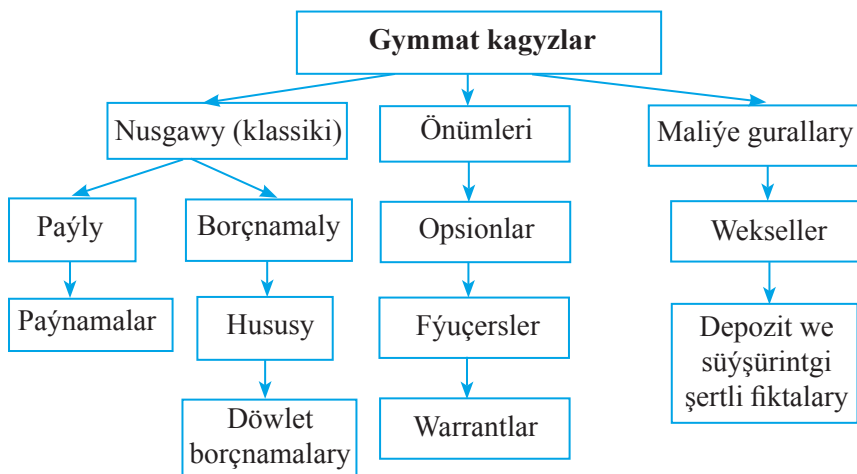 Gymmat kagyzlar
Nusgawy (klassiki)
Önümleri
Maliýe gurallary
Paýly
Borçnamaly
Opsionlar
Wekseller
Paýnamalar
Hususy
Fýuçersler
Depozit we
süýşürintgi
şertli fiktalary
Döwlet
borçnamalary
Warrantlar